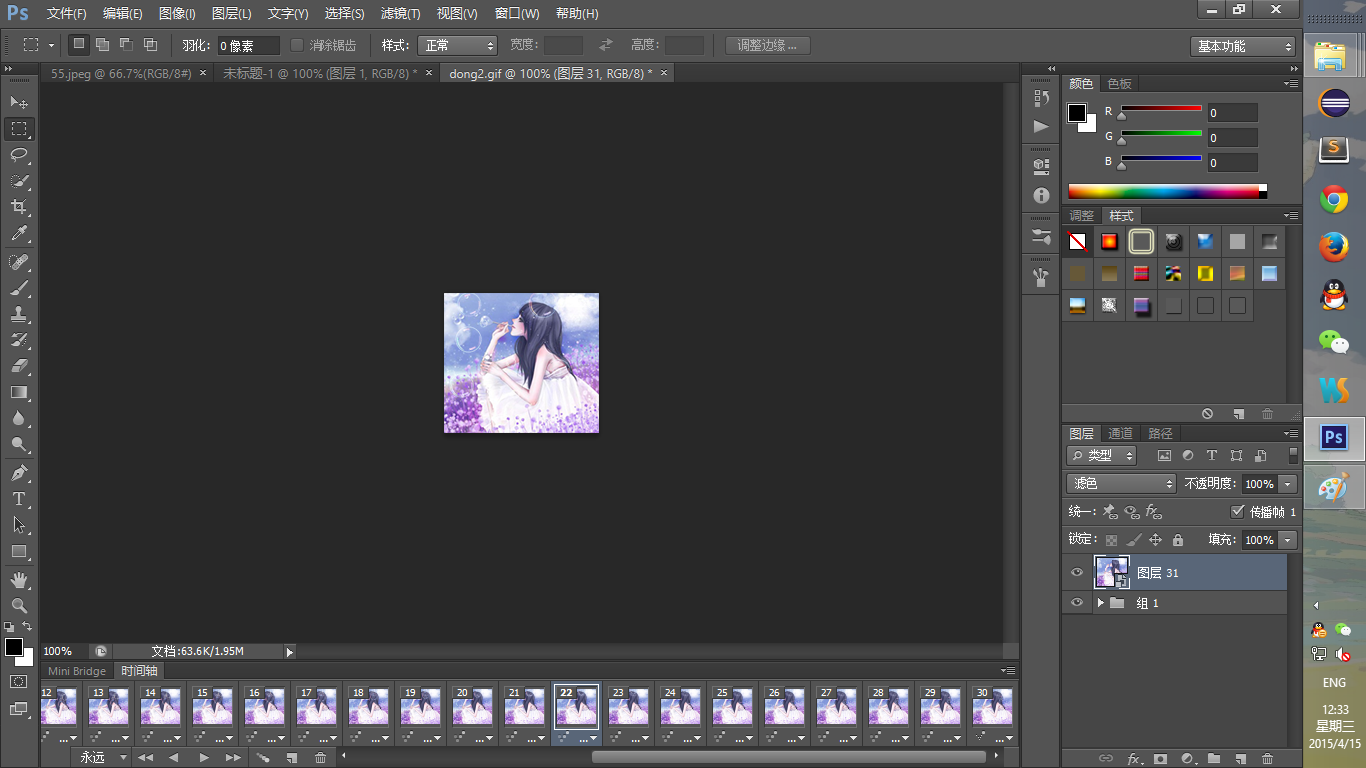 Ps 文件(F) 编辑(E) 图像(I) 图层(L) 文字(Y) 选择(S) 滤镜(T) 视图(V) 窗口(W) 帮助(H)
羽化: 0 像素 消除锯齿 样式: 正常 宽度: 高度: 调整边缘... 基本功能
55.jpeg @ 66.7%(RGB/8#) × 未标题-1 @ 100% (图层 1, RGB/8) * × dong2.gif @ 100% (图层 31, RGB/8) * ×
颜色 色板
R 0
G 0
B 0
调整 样式
图层 通道 路径
类型
滤色 不透明度: 100%
统一: 传播帧 1
锁定: 填充: 100%
图层 31
组 1
100% 文档:63.6K/1.95M
Mini Bridge 时间轴
12 13 14 15 16 17 18 19 20 21 22 23 24 25 26 27 28 29 30
永远
fx
Ps
ENG
12:33
星期三
2015/4/15